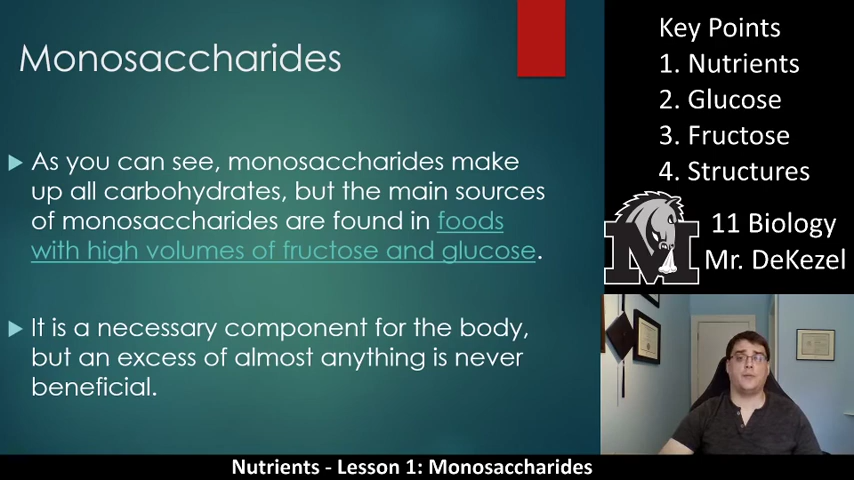 Monosaccharides
As you can see, monosaccharides make
up all carbohydrates, but the main sources
of monosaccharides are found in foods
with high volumes of fructose and glucose.
It is a necessary component for the body,
but an excess of almost anything is never
beneficial.
Key Points
1. Nutrients
2. Glucose
3. Fructose
4. Structures
M
11 Biology
Mr. DeKezel
Nutrients - Lesson 1: Monosaccharides